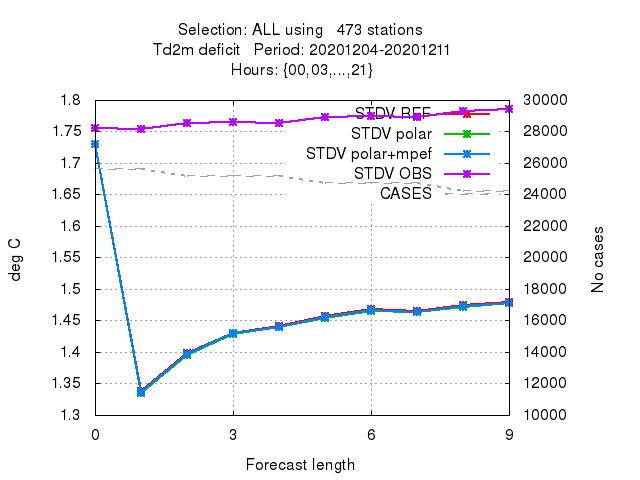 Selection: ALL using   473 stations
Td2m deficit   Period: 20201204-20201211
Hours: {00,03,...,21}
1.8
1.75
1.7
1.65
1.6
1.55
1.5
1.45
1.4
1.35
1.3
deg C
STDV REF
STDV polar
STDV polar+mpef
STDV OBS
CASES
30000
28000
26000
24000
22000
20000
18000
16000
14000
12000
10000
No cases
0 3 6 9
Forecast length